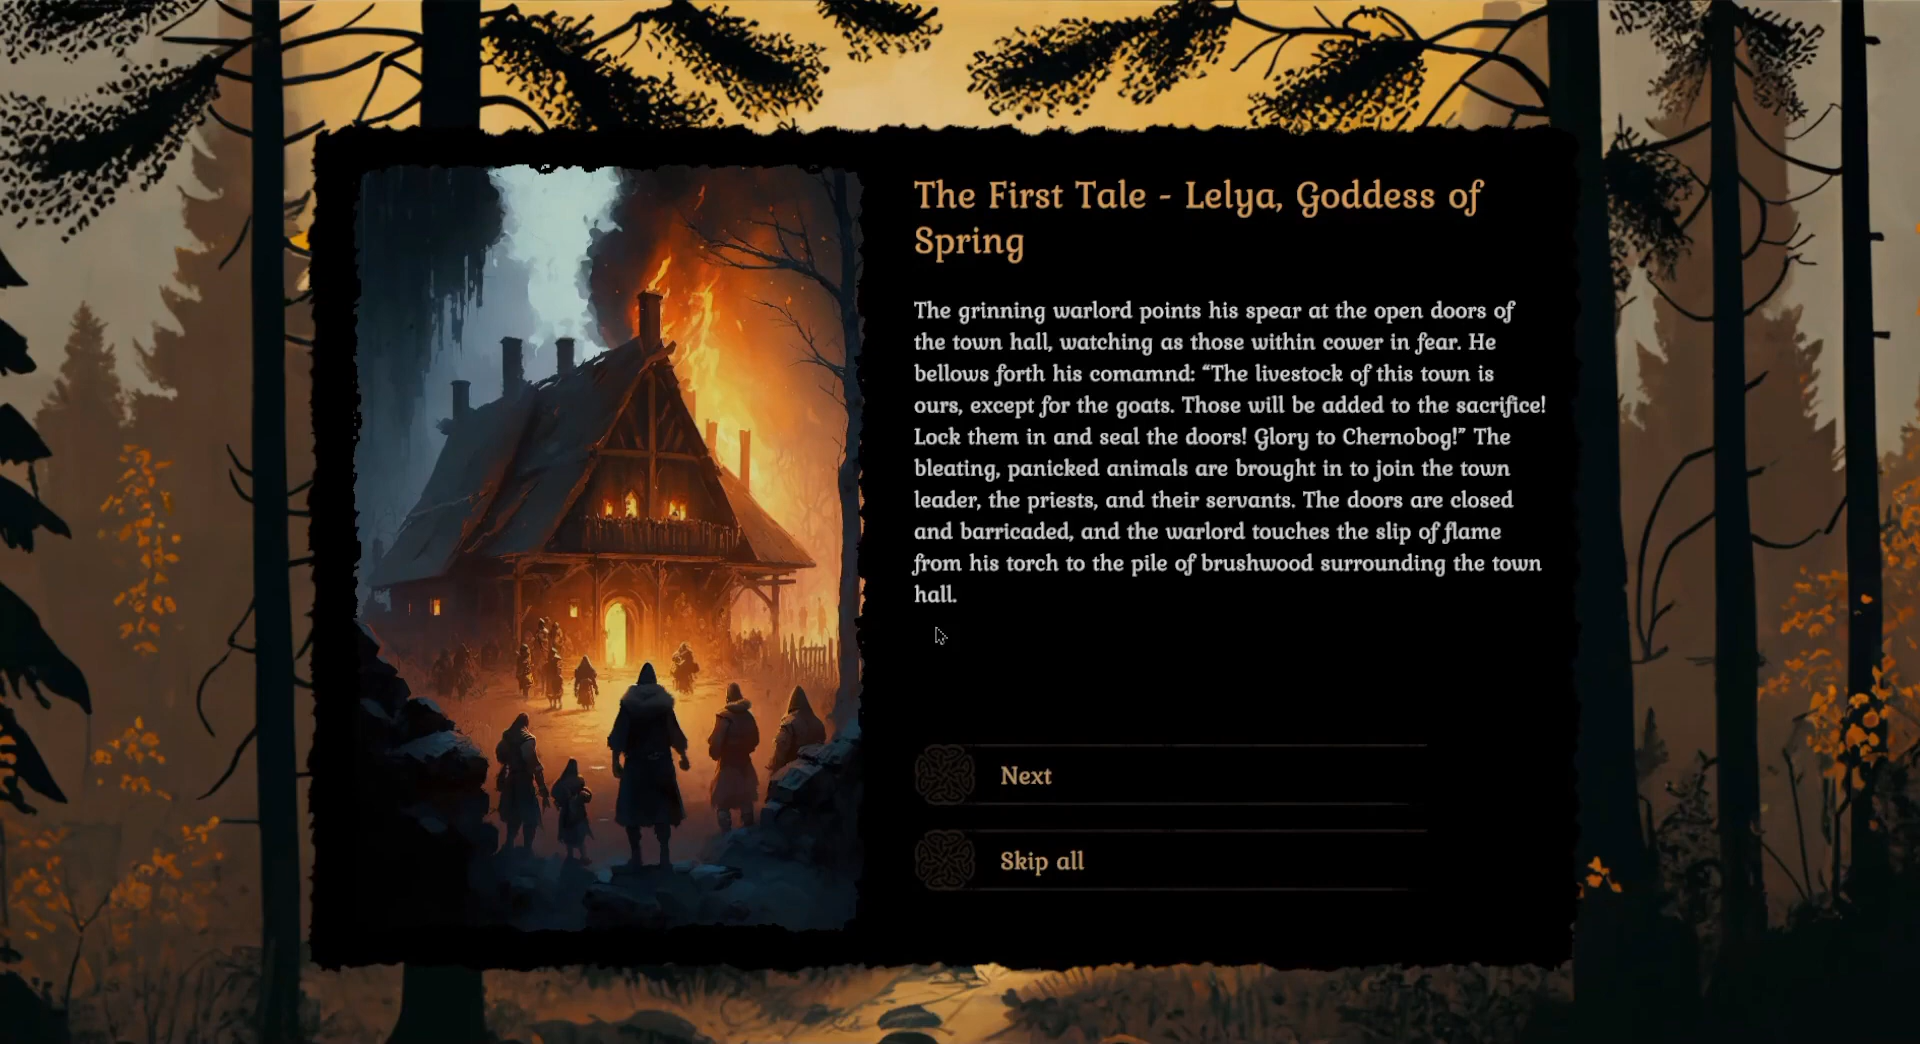 The First Tale - Lelya, Goddess of
Spring
The grinning warlord points his spear at the open doors of
the town hall, watching as those within cower in fear. He
bellows forth his comamnd: “The livestock of this town is
ours, except for the goats. Those will be added to the sacrifice!
Lock them in and seal the doors! Glory to Chernobog!” The
bleating, panicked animals are brought in to join the town
leader, the priests, and their servants. The doors are closed
and barricaded, and the warlord touches the slip of flame
from his torch to the pile of brushwood surrounding the town
hall.
Next
Skip all